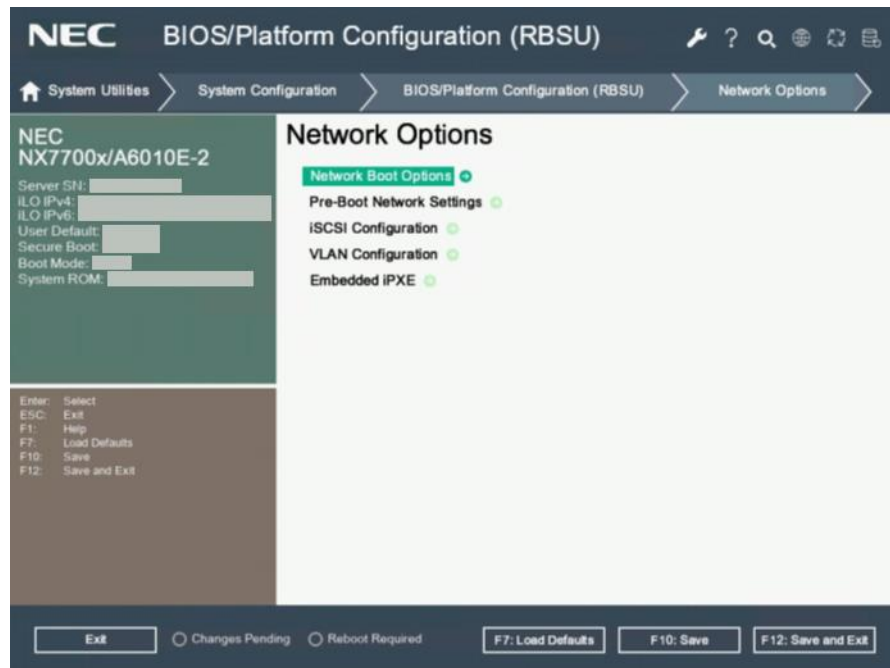 NEC BIOS/Platform Configuration (RBSU) ?
System Utilities System Configuration BIOS/Platform Configuration (RBSU) Network Options
NEC
NX7700x/A6010E-2
Server SN:
iLO IPv4:
iLO IPv6:
User Default:
Secure Boot:
Boot Mode:
System ROM:
Network Options
Network Boot Options
Pre-Boot Network Settings
iSCSI Configuration
VLAN Configuration
Embedded iPXE
Enter: Select
ESC: Exit
F1: Help
F7: Load Defaults
F10: Save
F12: Save and Exit
Exit Changes Pending Reboot Required F7: Load Defaults F10: Save F12: Save and Exit